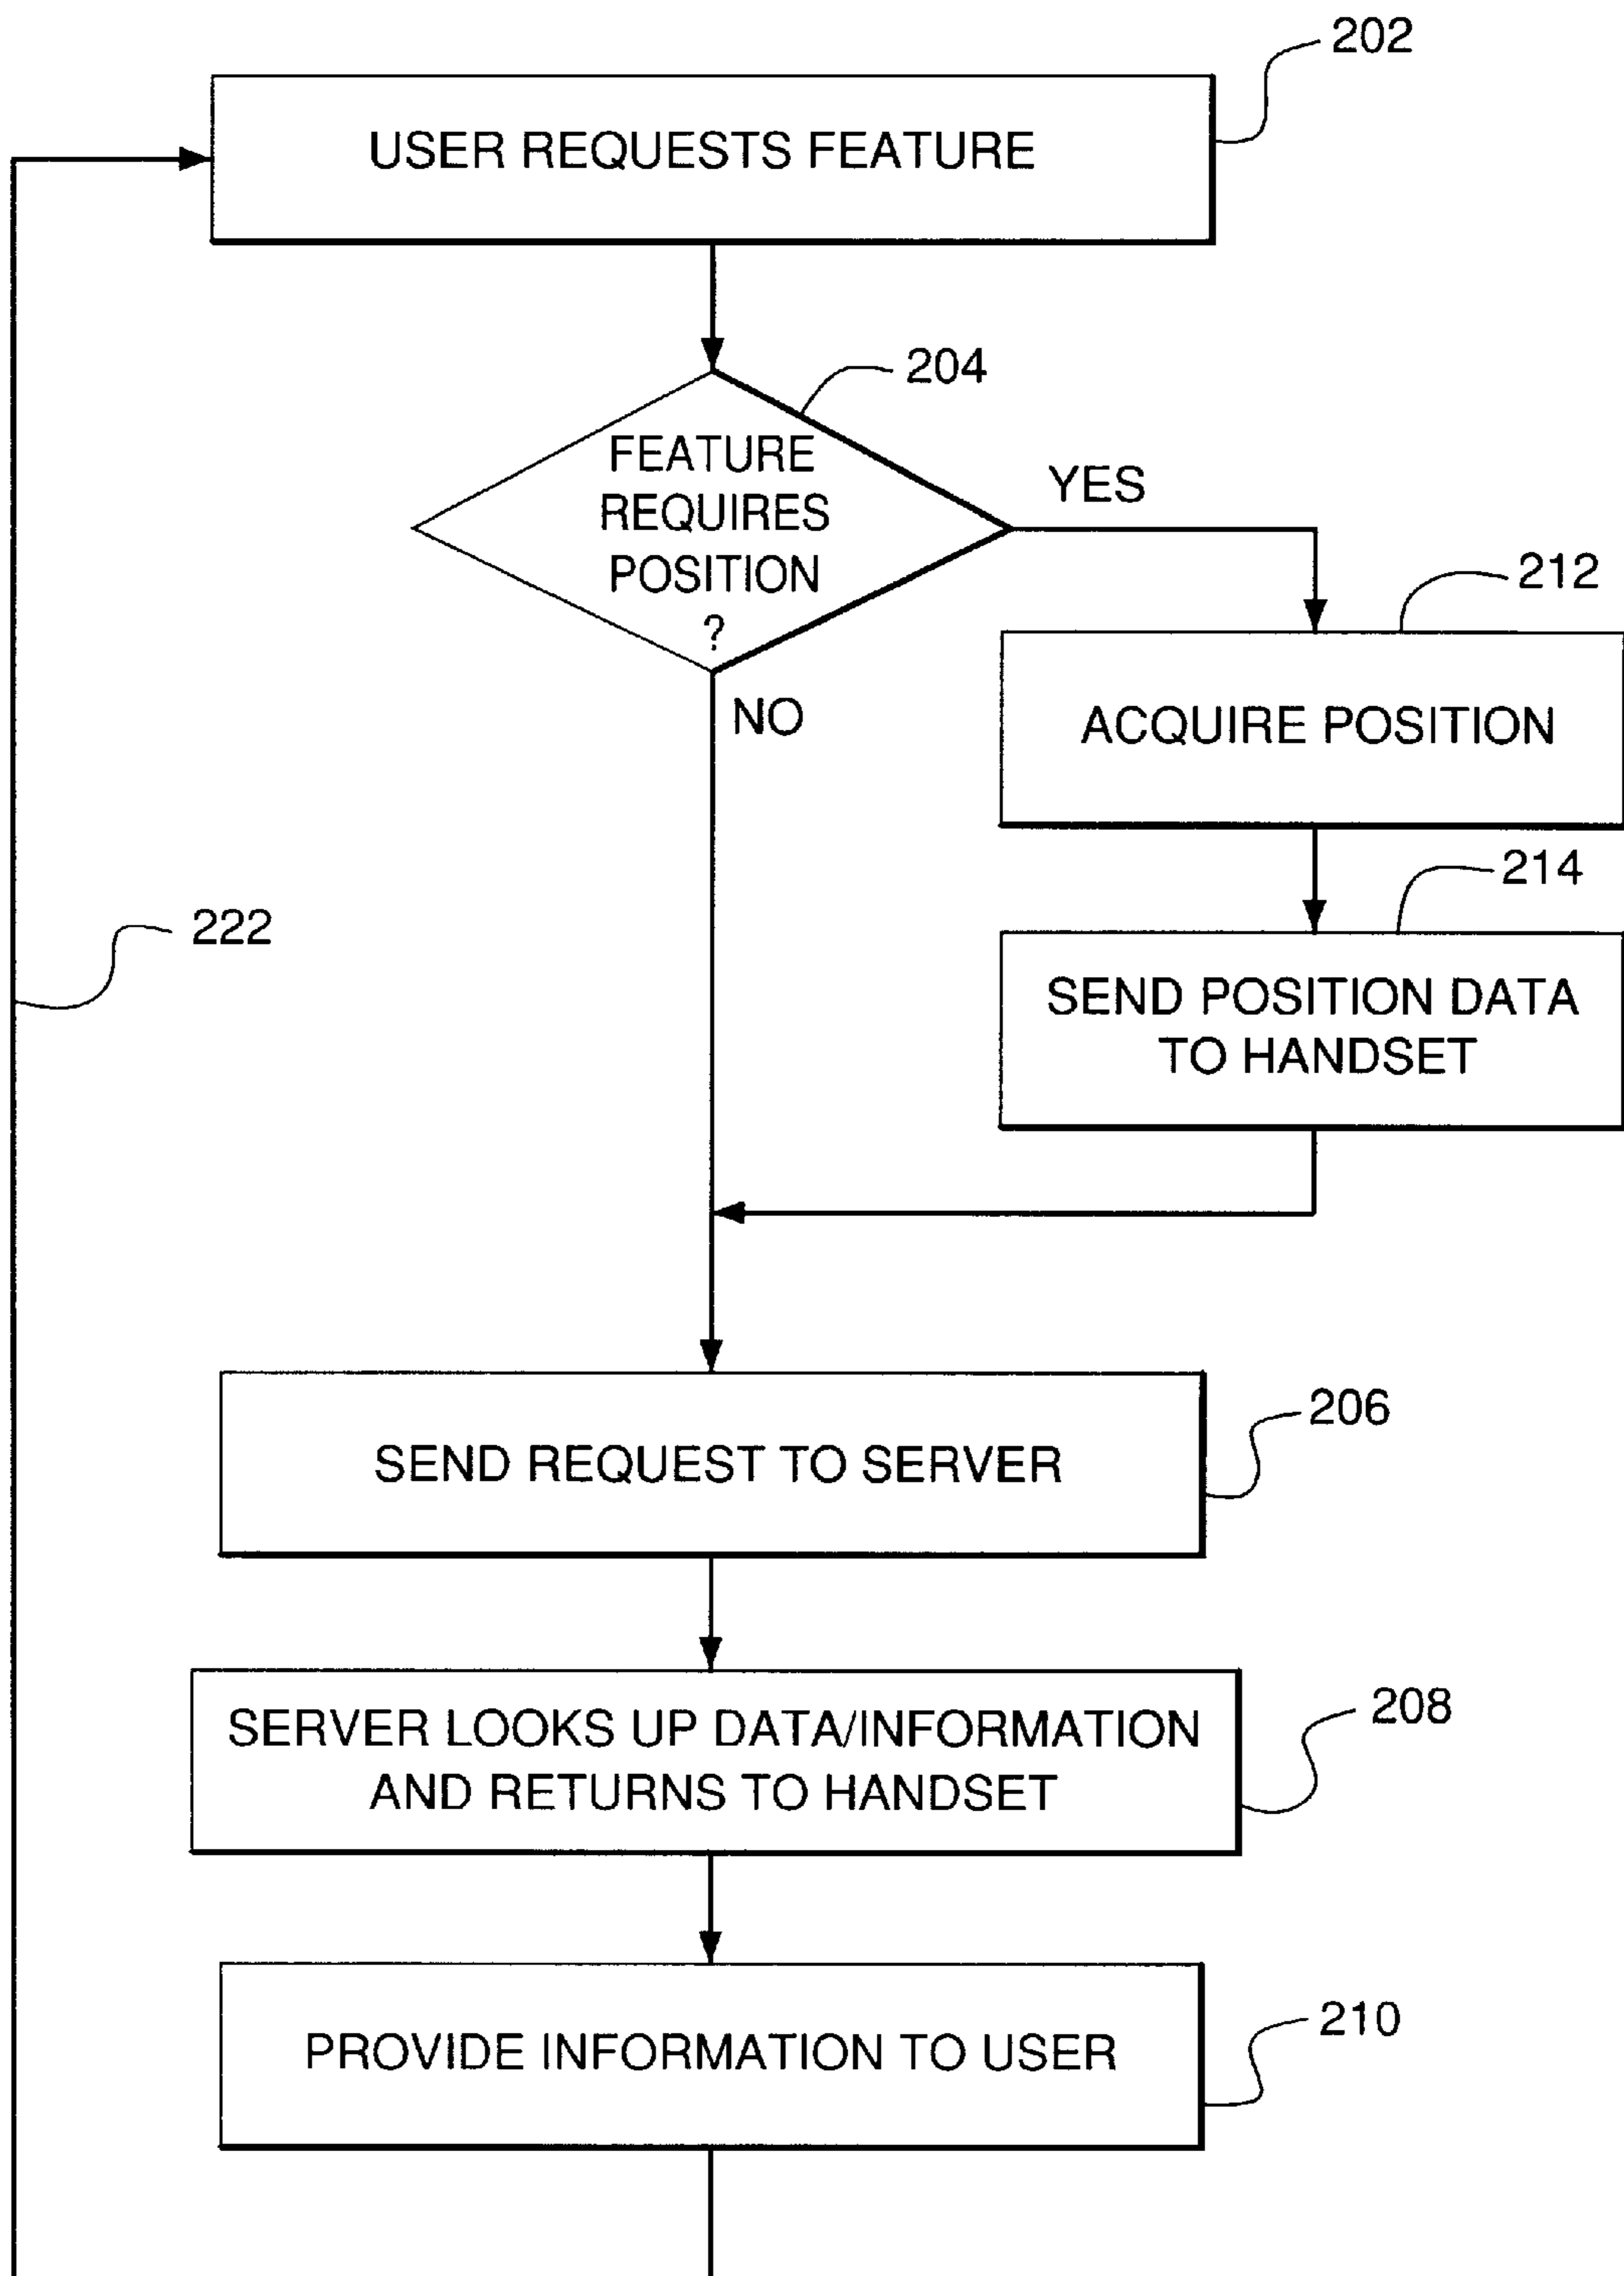 202
USER REQUESTS FEATURE
204
FEATURE
REQUIRES
POSITION
?
YES
NO
212
ACQUIRE POSITION
214
SEND POSITION DATA
TO HANDSET
222
206
SEND REQUEST TO SERVER
208
SERVER LOOKS UP DATA/INFORMATION
AND RETURNS TO HANDSET
210
PROVIDE INFORMATION TO USER